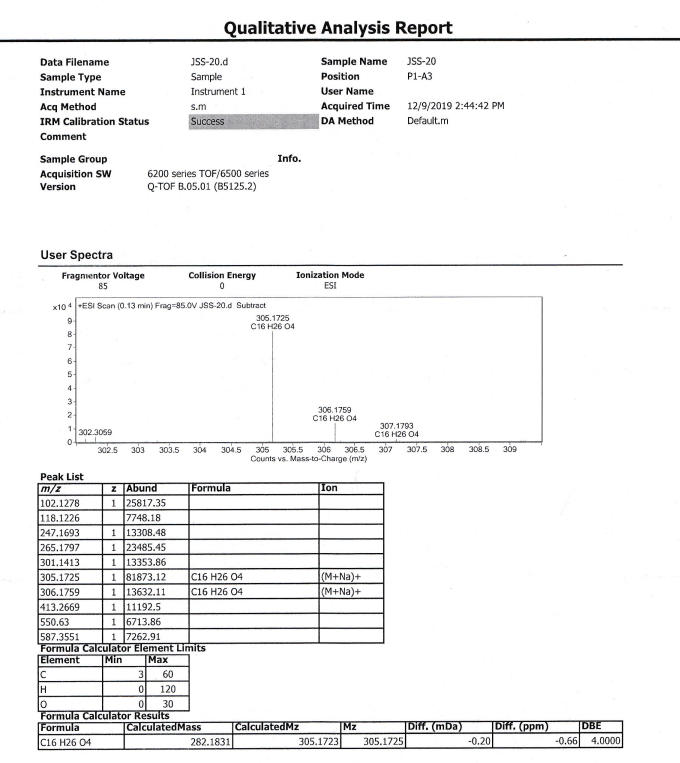 Qualitative Analysis Report
Data Filename JSS-20.d Sample Name JSS-20
Sample Type Sample Position P1-A3
Instrument Name Instrument 1 User Name
Acq Method s.m Acquired Time 12/9/2019 2:44:42 PM
IRM Calibration Status Success DA Method Default.m
Comment
Sample Group Info.
Acquisition SW 6200 series TOF/6500 series
Version Q-TOF B.05.01 (B5125.2)
User Spectra
Fragmentor Voltage Collision Energy Ionization Mode
85 0 ESI
x10 4 +ESI Scan (0.13 min) Frag=85.0V JSS-20.d Subtract
305.1725
C16 H26 O4
9
8
7
6
5
4
3
2
1
0
306.1759
C16 H26 O4
307.1793
C16 H26 O4
302.3059
302.5 303 303.5 304 304.5 305 305.5 306 306.5 307 307.5 308 308.5 309
Counts vs. Mass-to-Charge (m/z)
Peak List
m/z z Abund Formula Ion
102.1278 1 25817.35
118.1226 7748.18
247.1693 1 13308.48
265.1797 1 23485.45
301.1413 1 13353.86
305.1725 1 81873.12 C16 H26 O4 (M+Na)+
306.1759 1 13632.11 C16 H26 O4 (M+Na)+
413.2669 1 11192.5
550.63 1 6713.86
587.3551 1 7262.91
Formula Calculator Element Limits
Element Min Max
C 3 60
H 0 120
O 0 30
Formula Calculator Results
Formula CalculatedMass CalculatedMz Mz Diff. (mDa) Diff. (ppm) DBE
C16 H26 O4 282.1831 305.1723 305.1725 -0.20 -0.66 4.0000